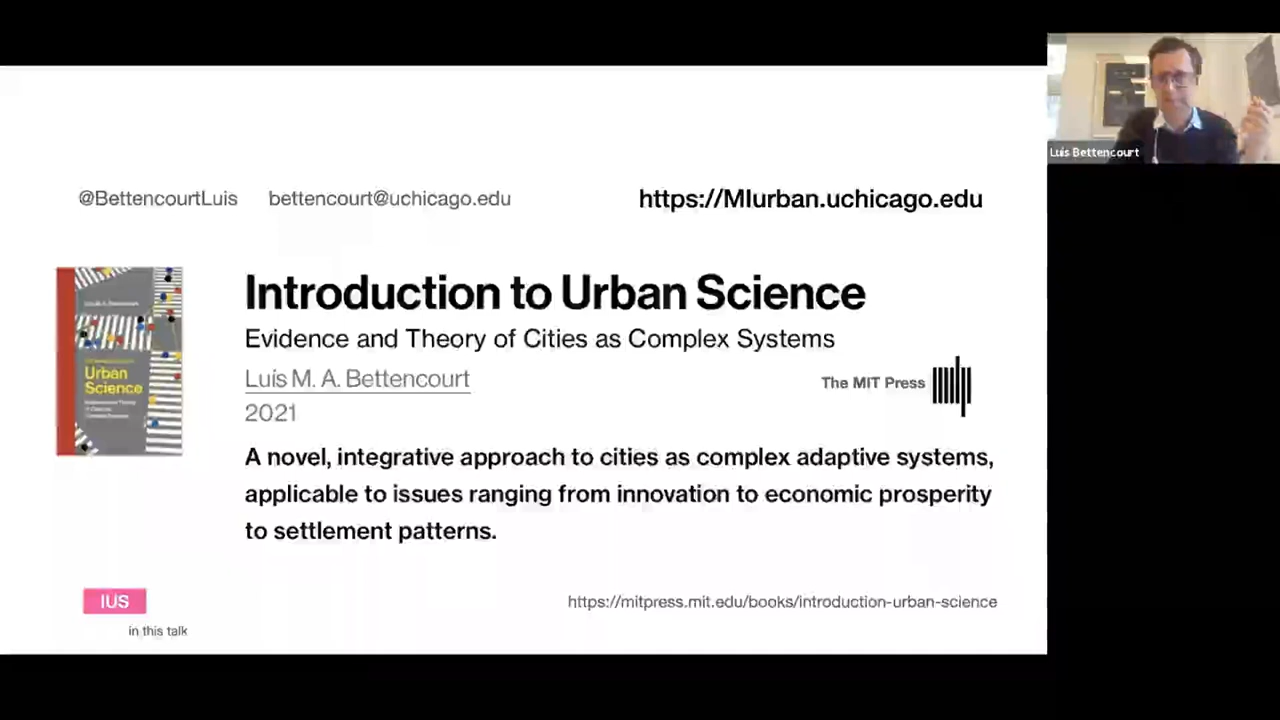 @BettencourtLuis bettencourt@uchicago.edu https://MIurban.uchicago.edu
Luis Bettencourt
Introduction to Urban Science
Evidence and Theory of Cities as Complex Systems
Luís M. A. Bettencourt
2021
The MIT Press
Urban
Science
A novel, integrative approach to cities as complex adaptive systems,
applicable to issues ranging from innovation to economic prosperity
to settlement patterns.
IUS
in this talk
https://mitpress.mit.edu/books/introduction-urban-science